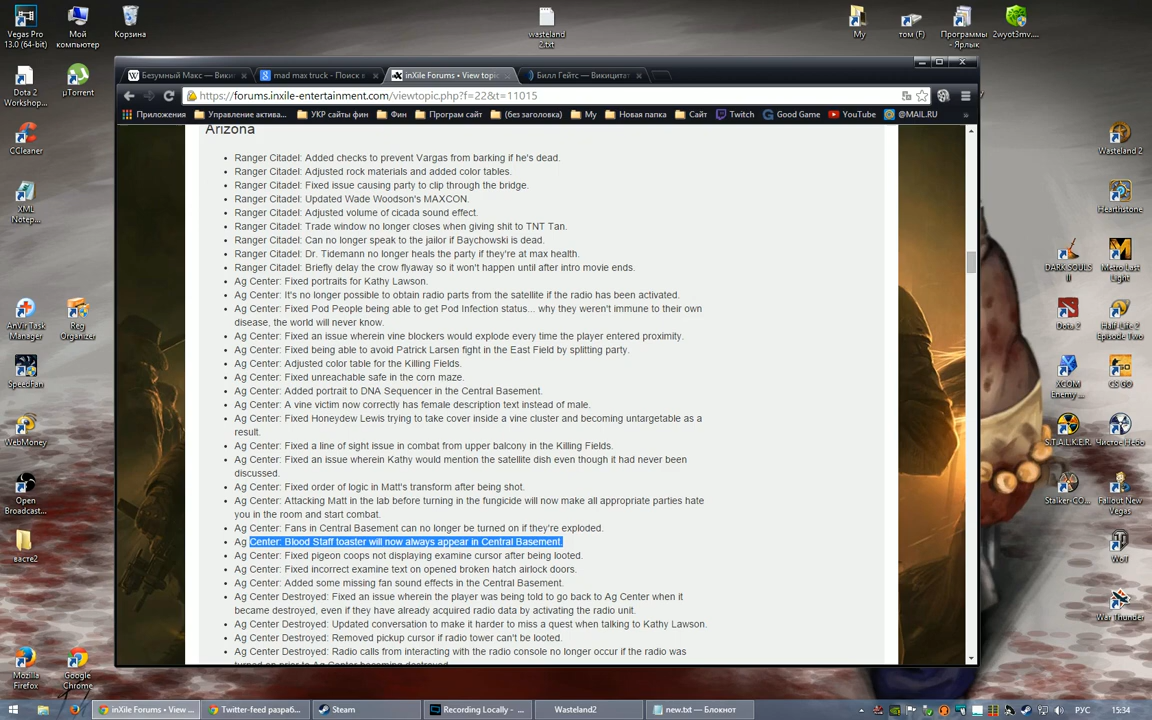 Vegas Pro
13.0 (64-bit)
Мой
компьютер
Корзина
wasteland
2.txt
My
том (F)
Программы
- Ярлык
2wyot3mv....
Dota 2
Workshop...
µTorrent
CCleaner
XML
Notep...
AnVir Task
Manager
Reg
Organizer
SpeedFan
WebMoney
Open
Broadcast...
васте2
Mozilla
Firefox
Google
Chrome
Безумный Макс — Вики
mad max truck - Поиск в
inXile Forums • View topic
Билл Гейтс — Викицитат
https://forums.inxile-entertainment.com/viewtopic.php?f=22&t=11015
Приложения
Управление актива...
УКР сайты фин
Фин
Програм сайт
(без заголовка)
My
Новая папка
Сайт
Twitch
Good Game
YouTube
@MAIL.RU
»
Arizona
• Ranger Citadel: Added checks to prevent Vargas from barking if he's dead.
• Ranger Citadel: Adjusted rock materials and added color tables.
• Ranger Citadel: Fixed issue causing party to clip through the bridge.
• Ranger Citadel: Updated Wade Woodson's MAXCON.
• Ranger Citadel: Adjusted volume of cicada sound effect.
• Ranger Citadel: Trade window no longer closes when giving shit to TNT Tan.
• Ranger Citadel: Can no longer speak to the jailor if Baychowski is dead.
• Ranger Citadel: Dr. Tidemann no longer heals the party if they're at max health.
• Ranger Citadel: Briefly delay the crow flyaway so it won't happen until after intro movie ends.
• Ag Center: Fixed portraits for Kathy Lawson.
• Ag Center: It's no longer possible to obtain radio parts from the satellite if the radio has been activated.
• Ag Center: Fixed Pod People being able to get Pod Infection status... why they weren't immune to their own
disease, the world will never know.
• Ag Center: Fixed an issue wherein vine blockers would explode every time the player entered proximity.
• Ag Center: Fixed being able to avoid Patrick Larsen fight in the East Field by splitting party.
• Ag Center: Adjusted color table for the Killing Fields.
• Ag Center: Fixed unreachable safe in the corn maze.
• Ag Center: Added portrait to DNA Sequencer in the Central Basement.
• Ag Center: A vine victim now correctly has female description text instead of male.
• Ag Center: Fixed Honeydew Lewis trying to take cover inside a vine cluster and becoming untargetable as a
result.
• Ag Center: Fixed a line of sight issue in combat from upper balcony in the Killing Fields.
• Ag Center: Fixed an issue wherein Kathy would mention the satellite dish even though it had never been
discussed.
• Ag Center: Fixed order of logic in Matt's transform after being shot.
• Ag Center: Attacking Matt in the lab before turning in the fungicide will now make all appropriate parties hate
you in the room and start combat.
• Ag Center: Fans in Central Basement can no longer be turned on if they're exploded.
• Ag Center: Blood Staff toaster will now always appear in Central Basement.
• Ag Center: Fixed pigeon coops not displaying examine cursor after being looted.
• Ag Center: Fixed incorrect examine text on opened broken hatch airlock doors.
• Ag Center: Added some missing fan sound effects in the Central Basement.
• Ag Center Destroyed: Fixed an issue wherein the player was being told to go back to Ag Center when it
became destroyed, even if they have already acquired radio data by activating the radio unit.
• Ag Center Destroyed: Updated conversation to make it harder to miss a quest when talking to Kathy Lawson.
• Ag Center Destroyed: Removed pickup cursor if radio tower can't be looted.
• Ag Center Destroyed: Radio calls from interacting with the radio console no longer occur if the radio was
turned on prior to Ag Center becoming destroyed.
Wasteland 2
Hearthstone
DARK SOULS
II
Metro Last
Light
Dota 2
Half-Life 2
Episode Two
XCOM
Enemy ...
CS GO
S.T.A.L.K.E.R.
Чистое Небо
Stalker-CO...
Fallout New
Vegas
WoT
War Thunder
inXile Forums • View ...
Twitter-feed разраб...
Steam
Recording Locally - ...
Wasteland2
new.txt — Блокнот
РУС
15:34